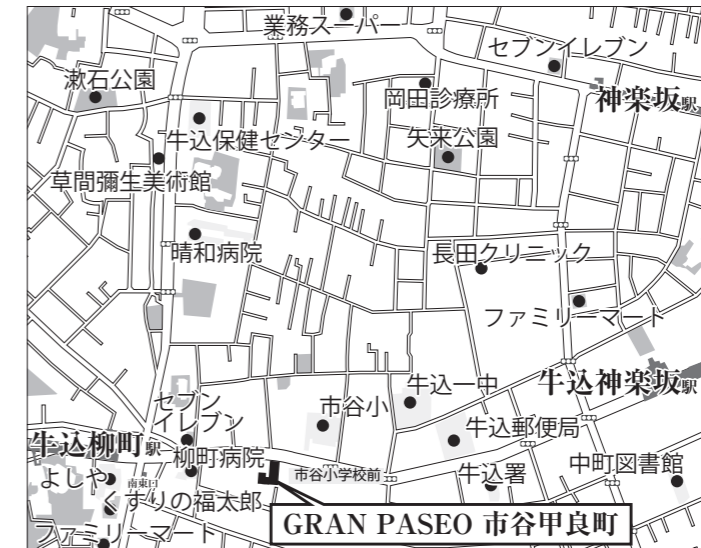 業務スーパー
セブンイレブン
漱石公園
岡田診療所
神楽坂駅
牛込保健センター
矢来公園
草間彌生美術館
晴和病院
長田クリニック
ファミリーマート
牛込神楽坂駅
セブン
イレブン
市谷小
牛込一中
牛込柳町駅
柳町病院
牛込郵便局
よしや
南東口
市谷小学校前
牛込署
中町図書館
くすりの福太郎
GRAN PASEO 市谷甲良町
ファミリーマート